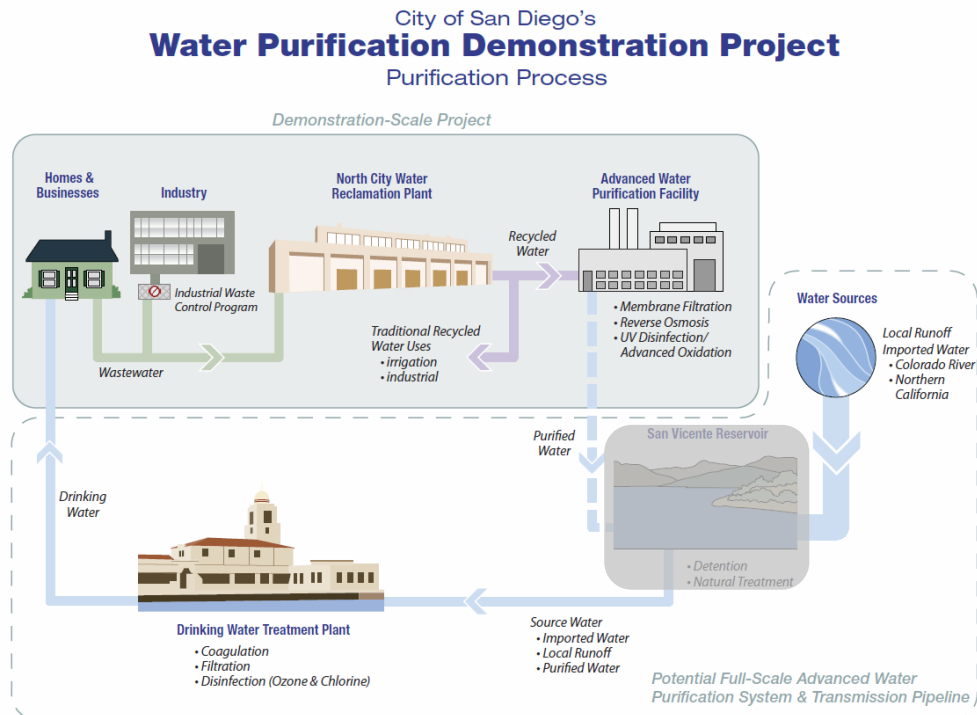 City of San Diego's
Water Purification Demonstration Project
Purification Process
Demonstration-Scale Project
Homes &
Businesses
Industry
North City Water
Reclamation Plant
Advanced Water
Purification Facility
Recycled
Water
Industrial Waste
Control Program
• Membrane Filtration
• Reverse Osmosis
• UV Disinfection/
Advanced Oxidation
Traditional Recycled
Water Uses
• irrigation
• industrial
Wastewater
Water Sources
Local Runoff
Imported Water
• Colorado River
• Northern
California
Purified
Water
San Vicente Reservoir
• Detention
• Natural Treatment
Drinking
Water
Drinking Water Treatment Plant
• Coagulation
• Filtration
• Disinfection (Ozone & Chlorine)
Source Water
• Imported Water
• Local Runoff
• Purified Water
Potential Full-Scale Advanced Water
Purification System & Transmission Pipeline